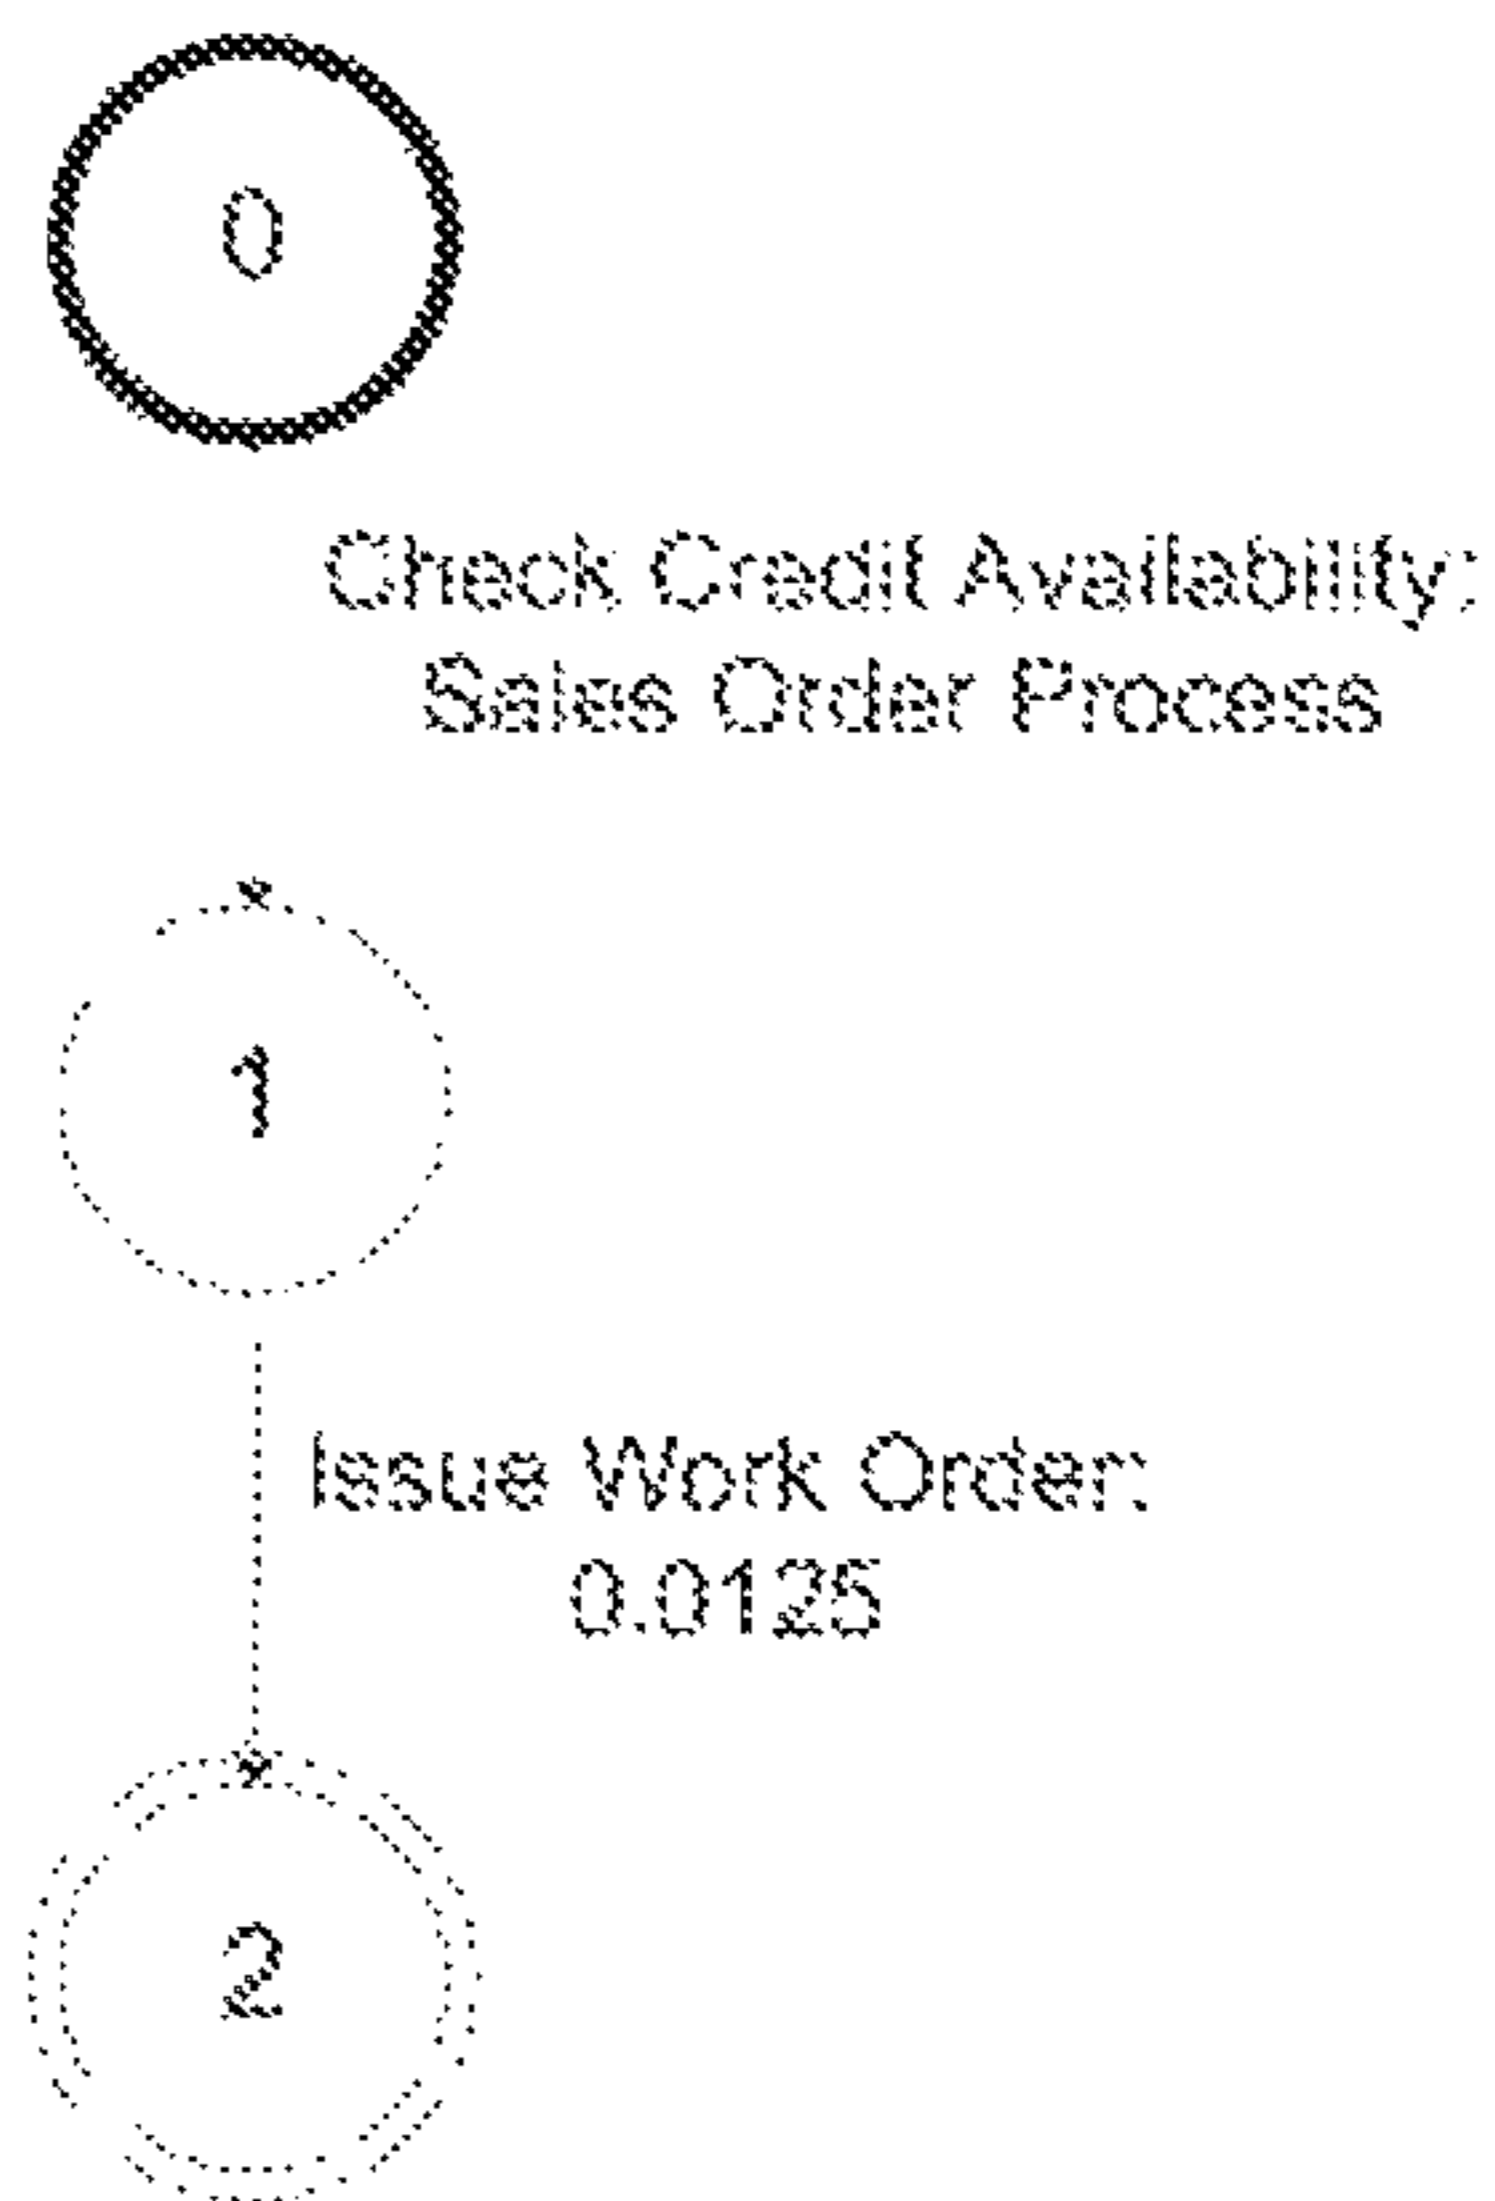 0
Check Credit Availability:
Sales Order Process
1
Issue Work Order:
0.0125
2